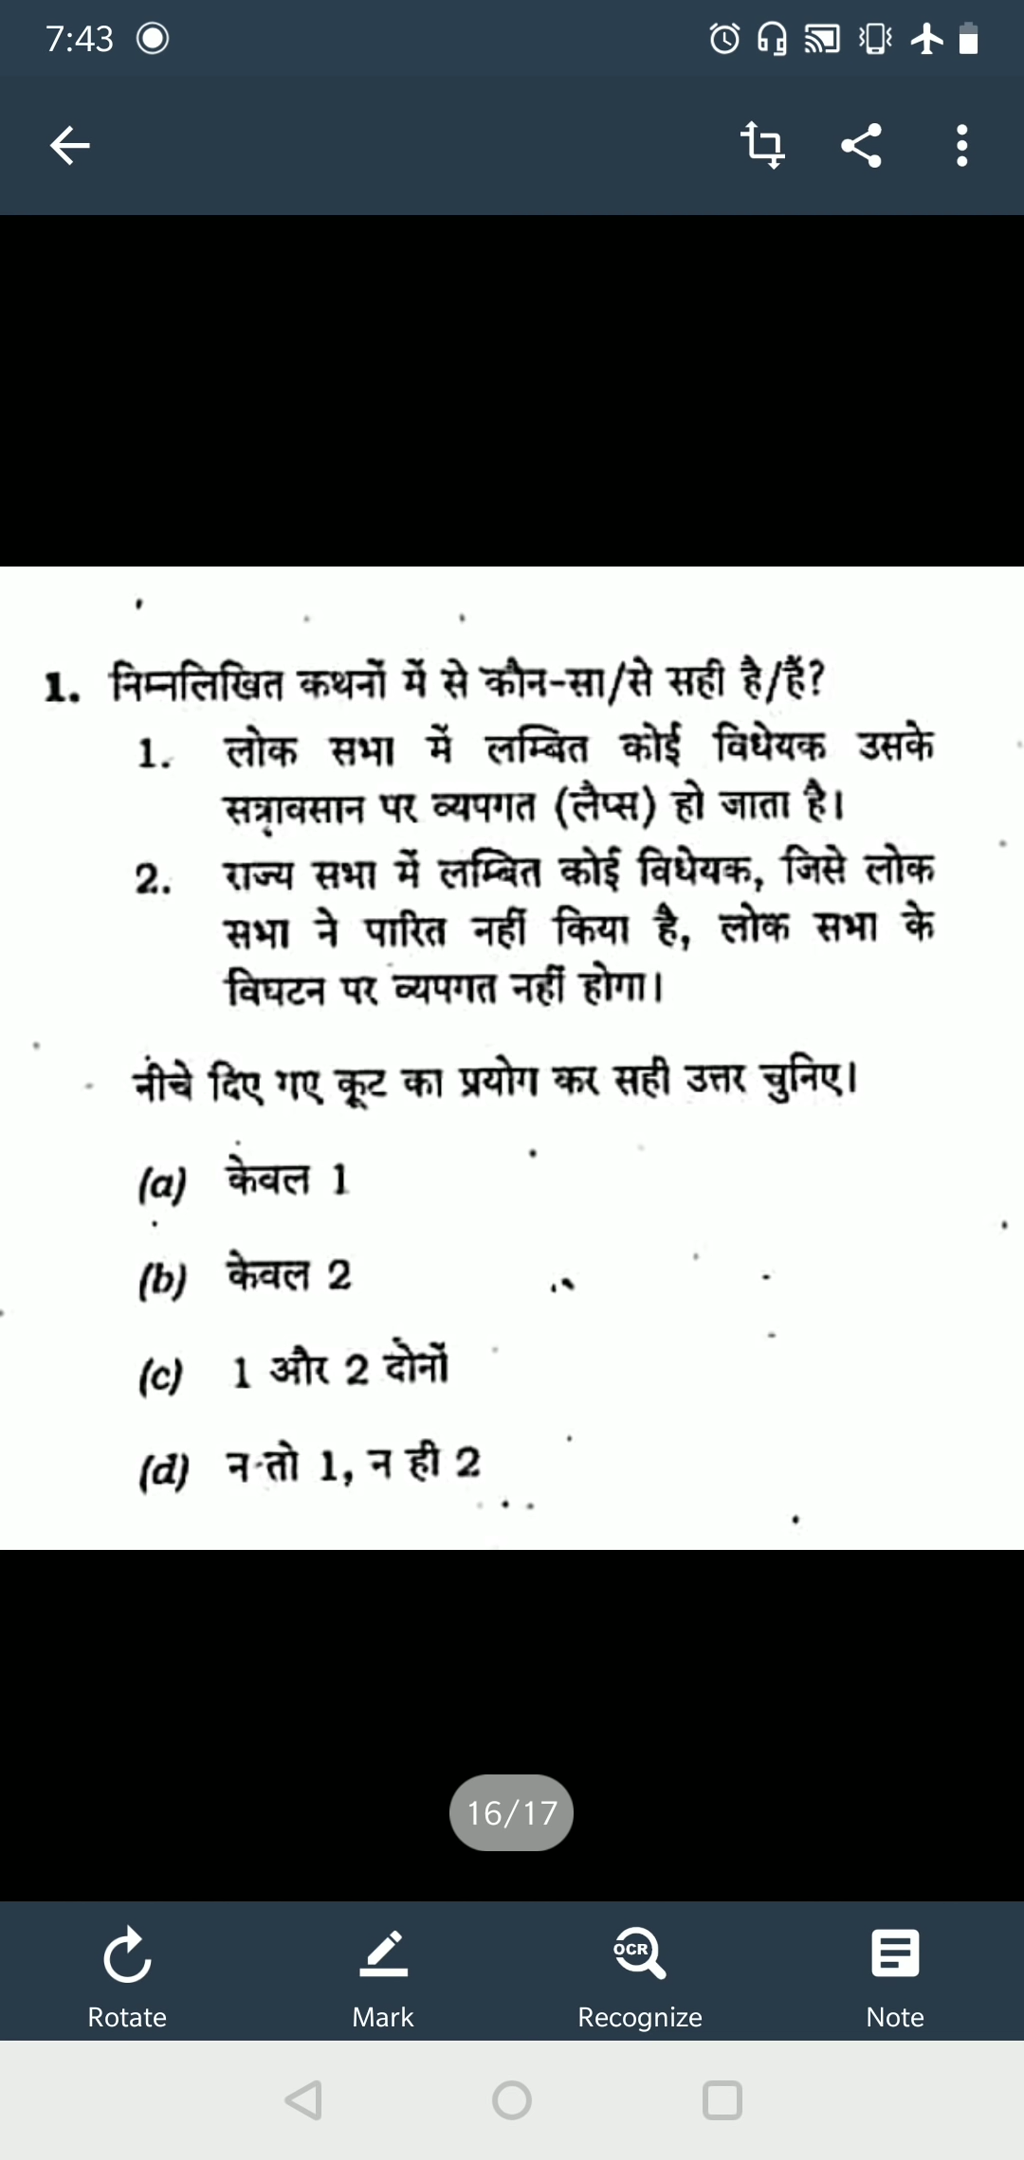 7:43
1. निम्नलिखित कथनों में से कौन-सा/से सही है/हैं?
1. लोक सभा में लम्बित कोई विधेयक उसके
सत्रावसान पर व्यपगत (लैप्स) हो जाता है।
2. राज्य सभा में लम्बित कोई विधेयक, जिसे लोक
सभा ने पारित नहीं किया है, लोक सभा के
विघटन पर व्यपगत नहीं होगा।
नीचे दिए गए कूट का प्रयोग कर सही उत्तर चुनिए।
(a) केवल 1
(b) केवल 2
(c) 1 और 2 दोनों
(d) न तो 1, न ही 2
16/17
OCR
Rotate Mark Recognize Note